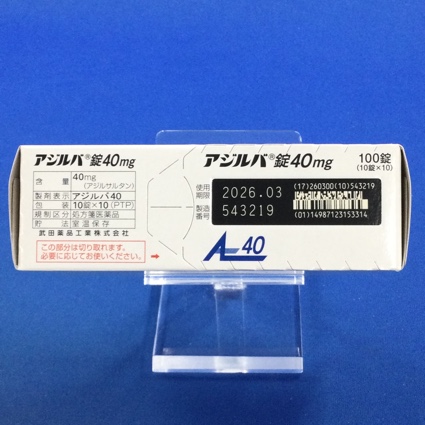 アジルバ®錠40mg
含量 40mg
(アジルサルタン)
製剤表示 アジルバ40
包装 10錠×10(PTP)
規制区分 処方箋医薬品
貯法 室温保存
武田薬品工業株式会社
この部分は切り取れます。
必要に応じてお使いください。
アジルバ®錠40mg
100錠
(10錠×10)
使用期限 2026.03
製造番号 543219
(17)260300(10)543219
(01)14987123153314
A 40